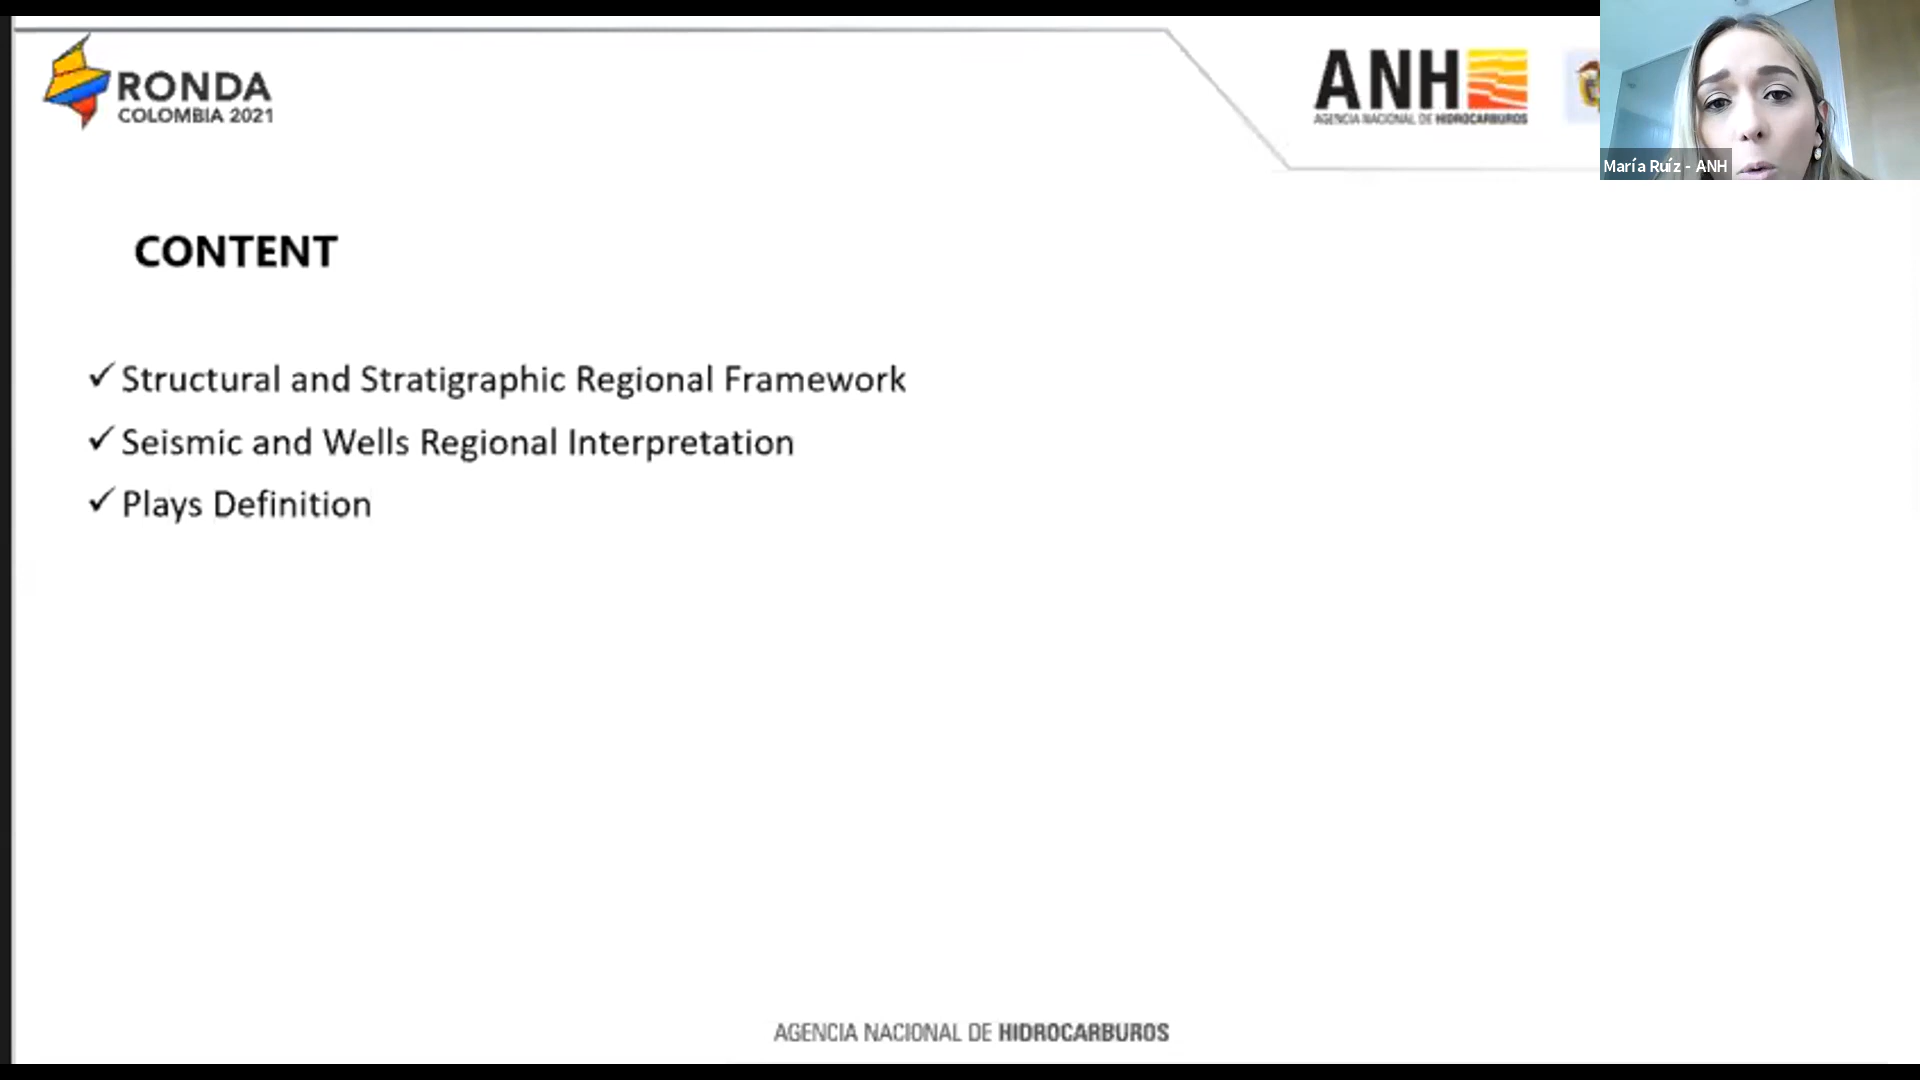 RONDA
COLOMBIA 2021
ANH
AGENCIA NACIONAL DE HIDROCARBUROS
María Ruíz - ANH
CONTENT
✓ Structural and Stratigraphic Regional Framework
✓ Seismic and Wells Regional Interpretation
✓ Plays Definition
AGENCIA NACIONAL DE HIDROCARBUROS